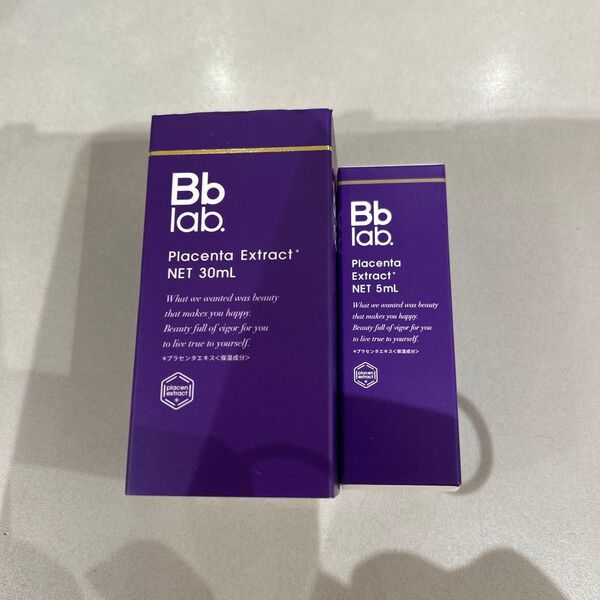 Bb
lab.
Placenta Extract*
NET 30mL
What we wanted was beauty
that makes you happy.
Beauty full of vigor for you
to live true to yourself.
*プラセンタエキス<保湿成分>
placen
extract
*
Bb
lab.
Placenta
Extract*
NET 5mL
What we wanted was beauty
that makes you happy.
Beauty full of vigor for you
to live true to yourself.
*プラセンタエキス<保湿成分>
placen
extract
*